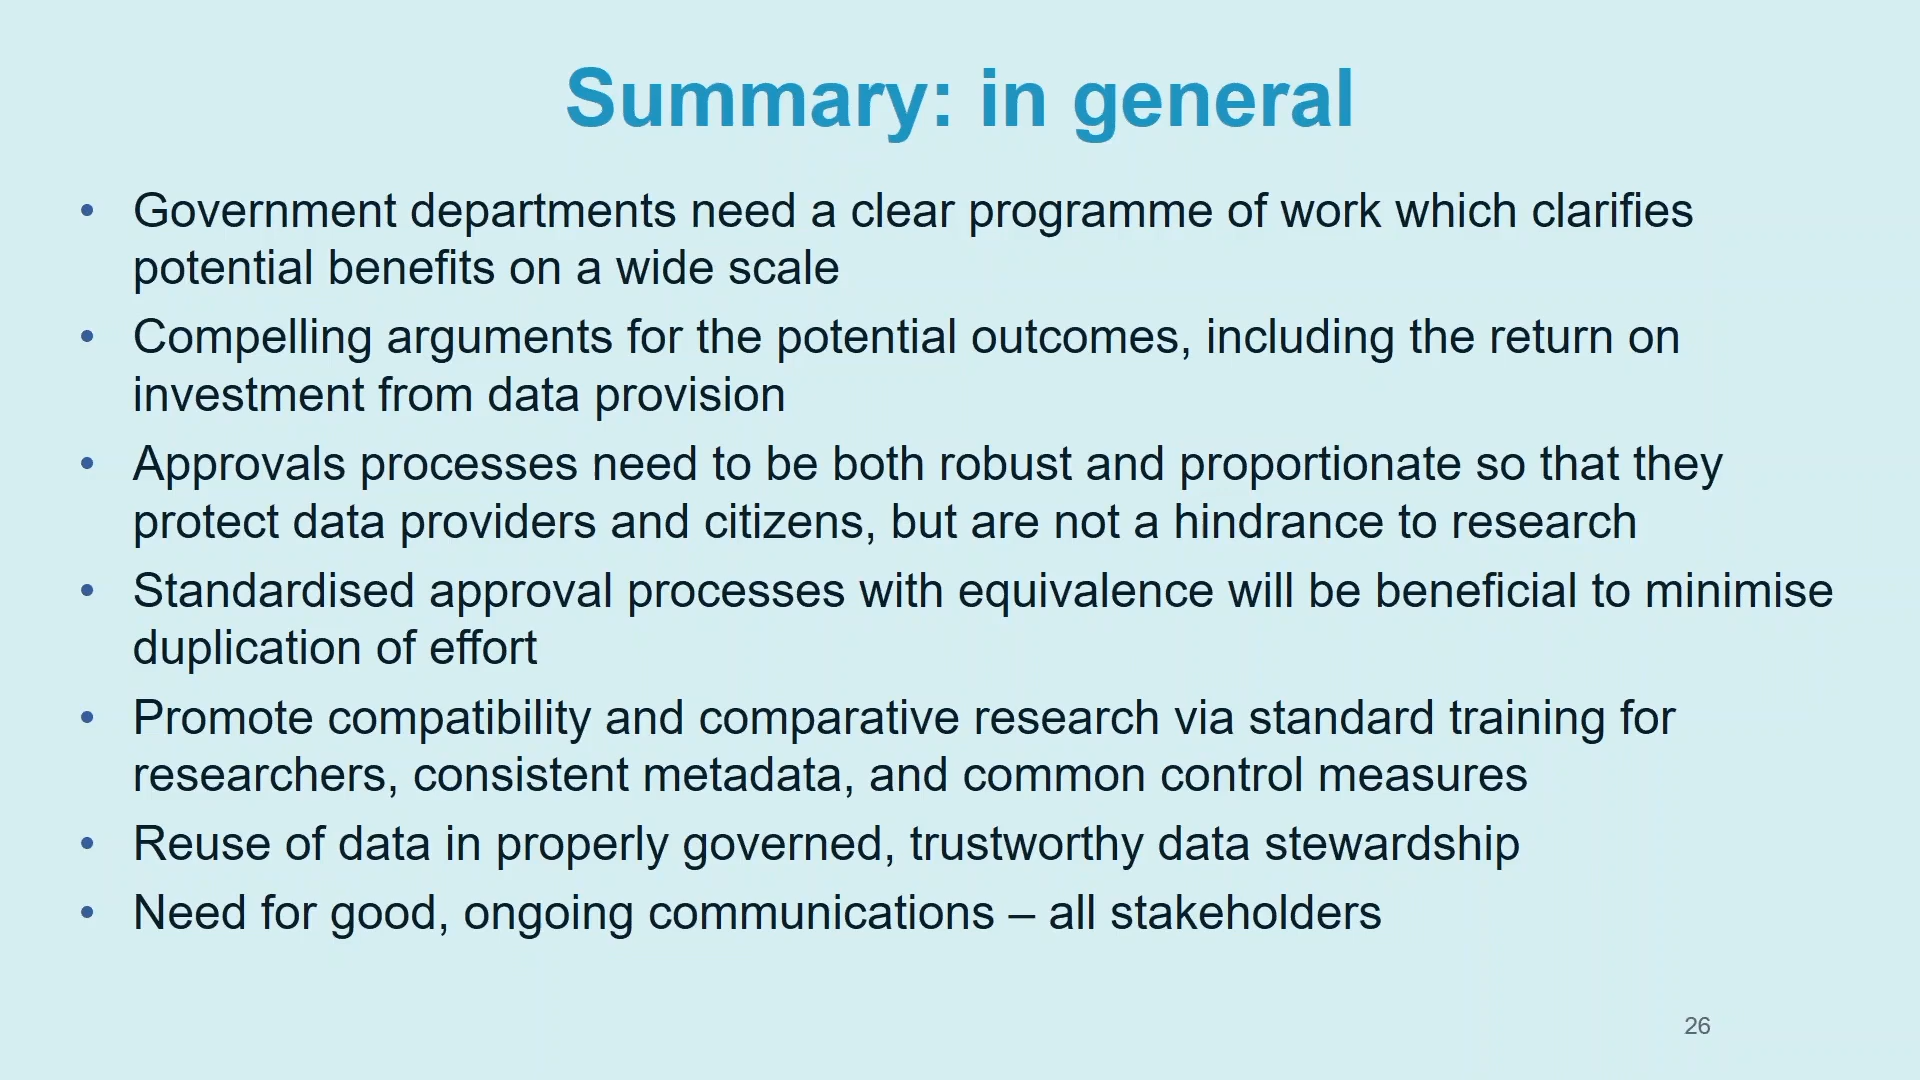 Summary: in general
• Government departments need a clear programme of work which clarifies
potential benefits on a wide scale
• Compelling arguments for the potential outcomes, including the return on
investment from data provision
• Approvals processes need to be both robust and proportionate so that they
protect data providers and citizens, but are not a hindrance to research
• Standardised approval processes with equivalence will be beneficial to minimise
duplication of effort
• Promote compatibility and comparative research via standard training for
researchers, consistent metadata, and common control measures
• Reuse of data in properly governed, trustworthy data stewardship
• Need for good, ongoing communications – all stakeholders
26